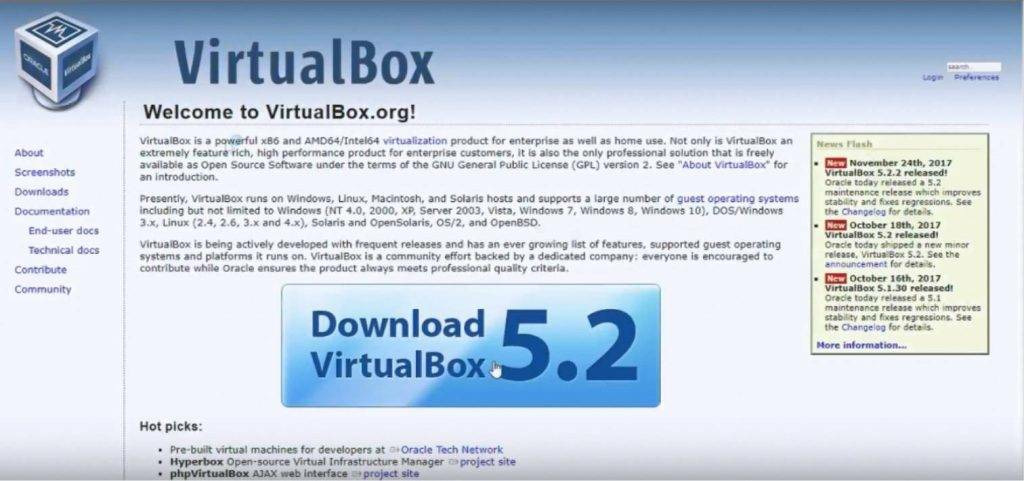 ORACLE
VirtualBox
VirtualBox
search..
Login Preferences
Welcome to VirtualBox.org!
About
Screenshots
Downloads
Documentation
End-user docs
Technical docs
Contribute
Community
VirtualBox is a powerful x86 and AMD64/Intel64 virtualization product for enterprise as well as home use. Not only is VirtualBox an
extremely feature rich, high performance product for enterprise customers, it is also the only professional solution that is freely
available as Open Source Software under the terms of the GNU General Public License (GPL) version 2. See "About VirtualBox" for
an introduction.
Presently, VirtualBox runs on Windows, Linux, Macintosh, and Solaris hosts and supports a large number of guest operating systems
including but not limited to Windows (NT 4.0, 2000, XP, Server 2003, Vista, Windows 7, Windows 8, Windows 10), DOS/Windows
3.x, Linux (2.4, 2.6, 3.x and 4.x), Solaris and OpenSolaris, OS/2, and OpenBSD.
VirtualBox is being actively developed with frequent releases and has an ever growing list of features, supported guest operating
systems and platforms it runs on. VirtualBox is a community effort backed by a dedicated company: everyone is encouraged to
contribute while Oracle ensures the product always meets professional quality criteria.
Download
VirtualBox 5.2
Hot picks:
Pre-built virtual machines for developers at Oracle Tech Network
Hyperbox Open-source Virtual Infrastructure Manager project site
phpVirtualBox AJAX web interface project site
News Flash
New November 24th, 2017
VirtualBox 5.2.2 released!
Oracle today released a 5.2
maintenance release which improves
stability and fixes regressions. See
the Changelog for details.
New October 18th, 2017
VirtualBox 5.2 released!
Oracle today shipped a new minor
release, VirtualBox 5.2. See the
announcement for details.
New October 16th, 2017
VirtualBox 5.1.30 released!
Oracle today released a 5.1
maintenance release which improves
stability and fixes regressions. See
the Changelog for details.
More information...